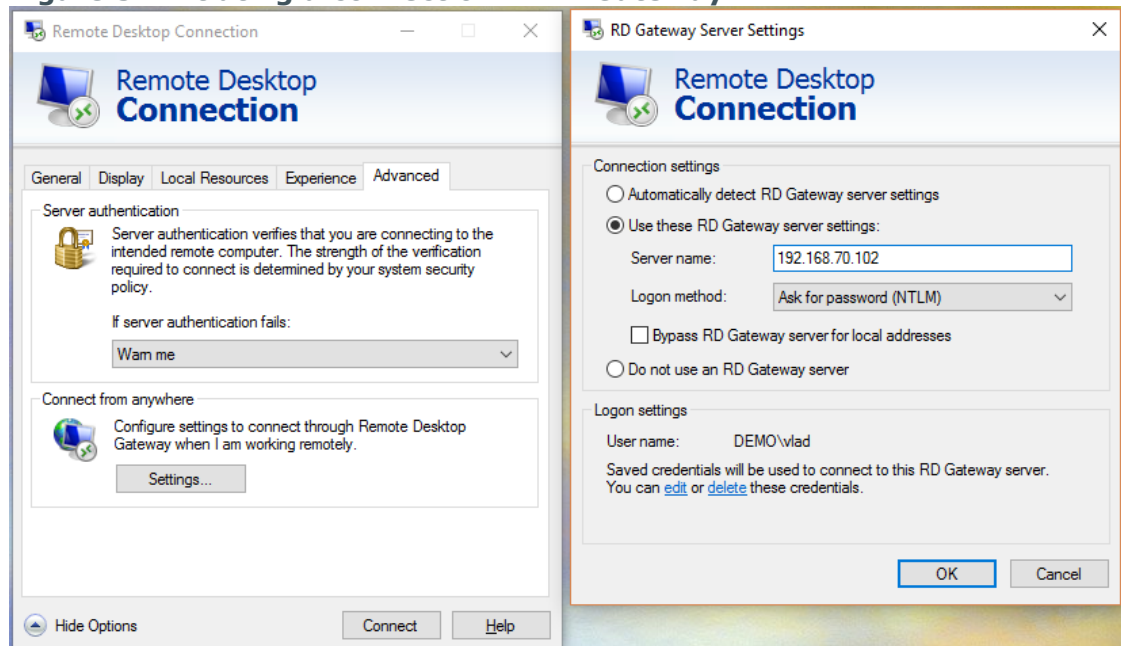 Remote Desktop Connection
Remote Desktop
Connection
General Display Local Resources Experience Advanced
Server authentication
Server authentication verifies that you are connecting to the
intended remote computer. The strength of the verification
required to connect is determined by your system security
policy.
If server authentication fails:
Warn me
Connect from anywhere
Configure settings to connect through Remote Desktop
Gateway when I am working remotely.
Settings...
Hide Options
Connect
Help
RD Gateway Server Settings
Remote Desktop
Connection
Connection settings
Automatically detect RD Gateway server settings
Use these RD Gateway server settings:
Server name: 192.168.70.102
Logon method: Ask for password (NTLM)
Bypass RD Gateway server for local addresses
Do not use an RD Gateway server
Logon settings
User name: DEMO\vlad
Saved credentials will be used to connect to this RD Gateway server.
You can edit or delete these credentials.
OK
Cancel